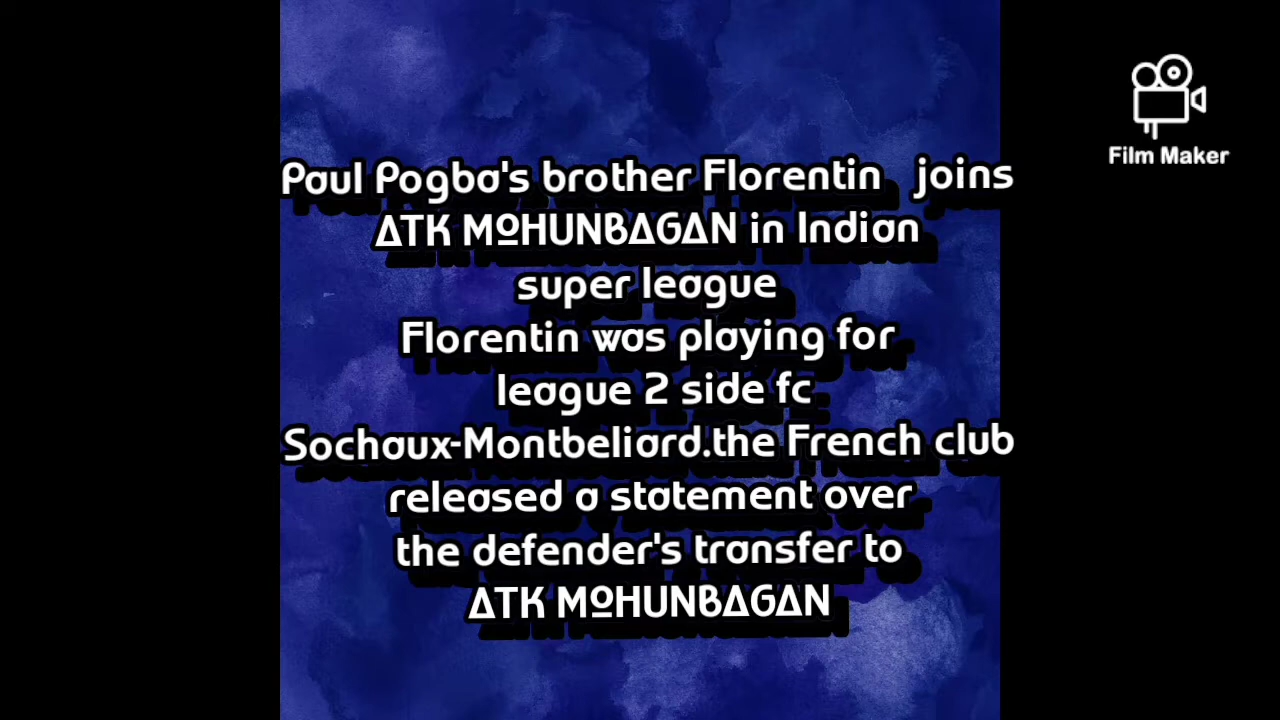 Paul Pogba's brother Florentin joins
ATK MOHUNBAGAN in Indian
super league
Florentin was playing for
league 2 side fc
Sochaux-Montbeliard.the French club
released a statement over
the defender's transfer to
ATK MOHUNBAGAN
Film Maker